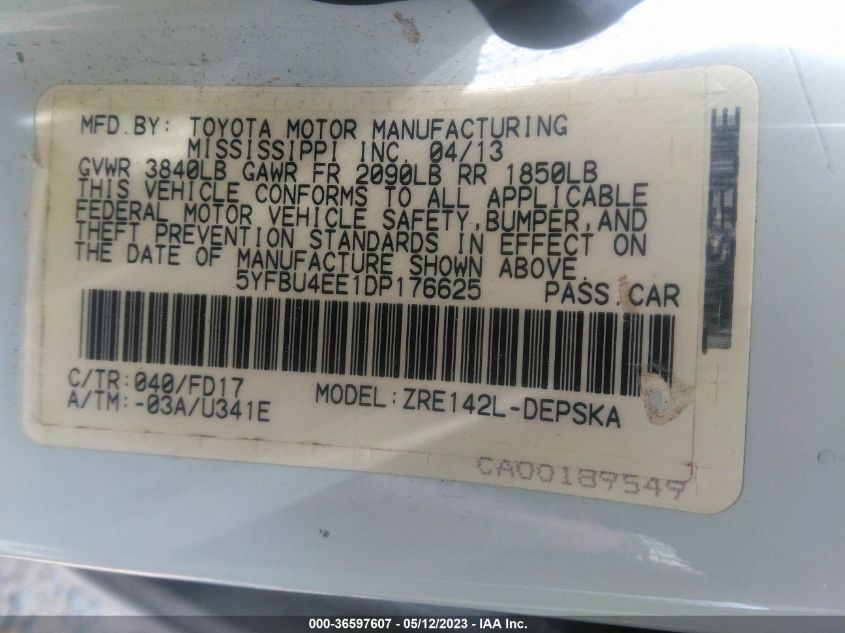 MFD.BY: TOYOTA MOTOR MANUFACTURING
MISSISSIPPI INC. 04/13
GVWR 3840LB GAWR FR 2090LB RR 1850LB
THIS VEHICLE CONFORMS TO ALL APPLICABLE
FEDERAL MOTOR VEHICLE SAFETY,BUMPER,AND
THEFT PREVENTION STANDARDS IN EFFECT ON
THE DATE OF MANUFACTURE SHOWN ABOVE.
5YFBU4EE1DP176625 PASS.CAR
C/TR:040/FD17 MODEL:ZRE142L-DEPSKA
A/TM:-03A/U341E
CA00189549
000-36597607 / 05/12/2023 - IAA Inc.